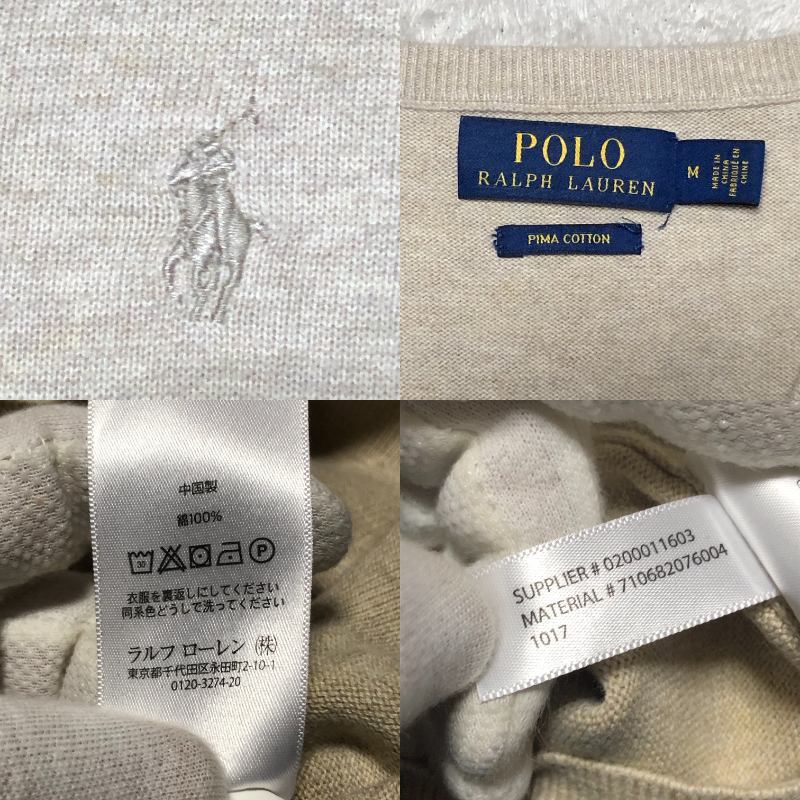 POLO
RALPH LAUREN
M
MADE IN
CHINA
FABRIQUÉ EN
CHINE
PIMA COTTON
中国製
綿100%
30
P
衣服を裏返しにしてください
同系色どうしで洗ってください
ラルフ ローレン (株)
東京都千代田区永田町2-10-1
0120-3274-20
SUPPLIER # 0200011603
MATERIAL # 710682076004
1017